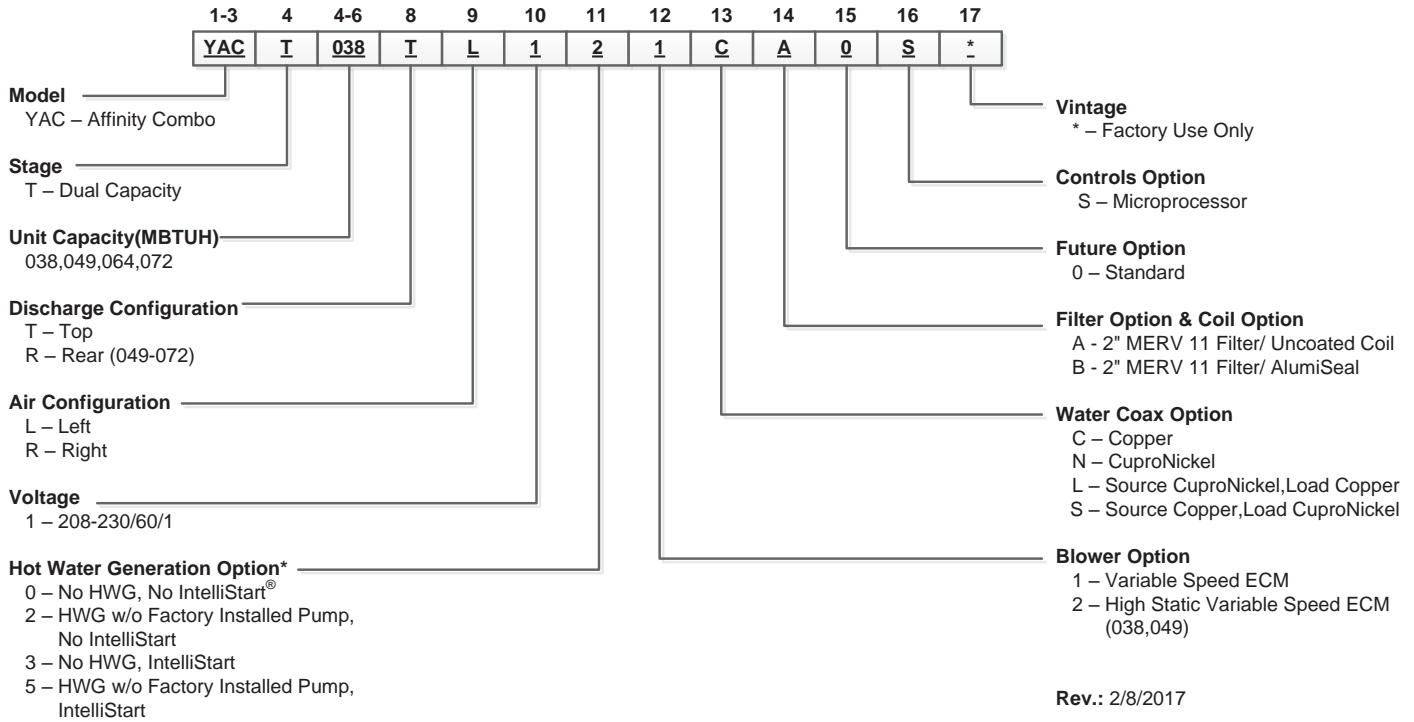 1-3 4 4-6 8 9 10 11 12 13 14 15 16 17
YAC T 038 T L 1 2 1 C A 0 S *
Model
YAC – Affinity Combo
Stage
T – Dual Capacity
Unit Capacity(MBTUH)
038,049,064,072
Discharge Configuration
T – Top
R – Rear (049-072)
Air Configuration
L – Left
R – Right
Voltage
1 – 208-230/60/1
Hot Water Generation Option*
0 – No HWG, No IntelliStart®
2 – HWG w/o Factory Installed Pump,
No IntelliStart
3 – No HWG, IntelliStart
5 – HWG w/o Factory Installed Pump,
IntelliStart
Vintage
* – Factory Use Only
Controls Option
S – Microprocessor
Future Option
0 – Standard
Filter Option & Coil Option
A - 2" MERV 11 Filter/ Uncoated Coil
B - 2" MERV 11 Filter/ AlumiSeal
Water Coax Option
C – Copper
N – CuproNickel
L – Source CuproNickel,Load Copper
S – Source Copper,Load CuproNickel
Blower Option
1 – Variable Speed ECM
2 – High Static Variable Speed ECM
(038,049)
Rev.: 2/8/2017